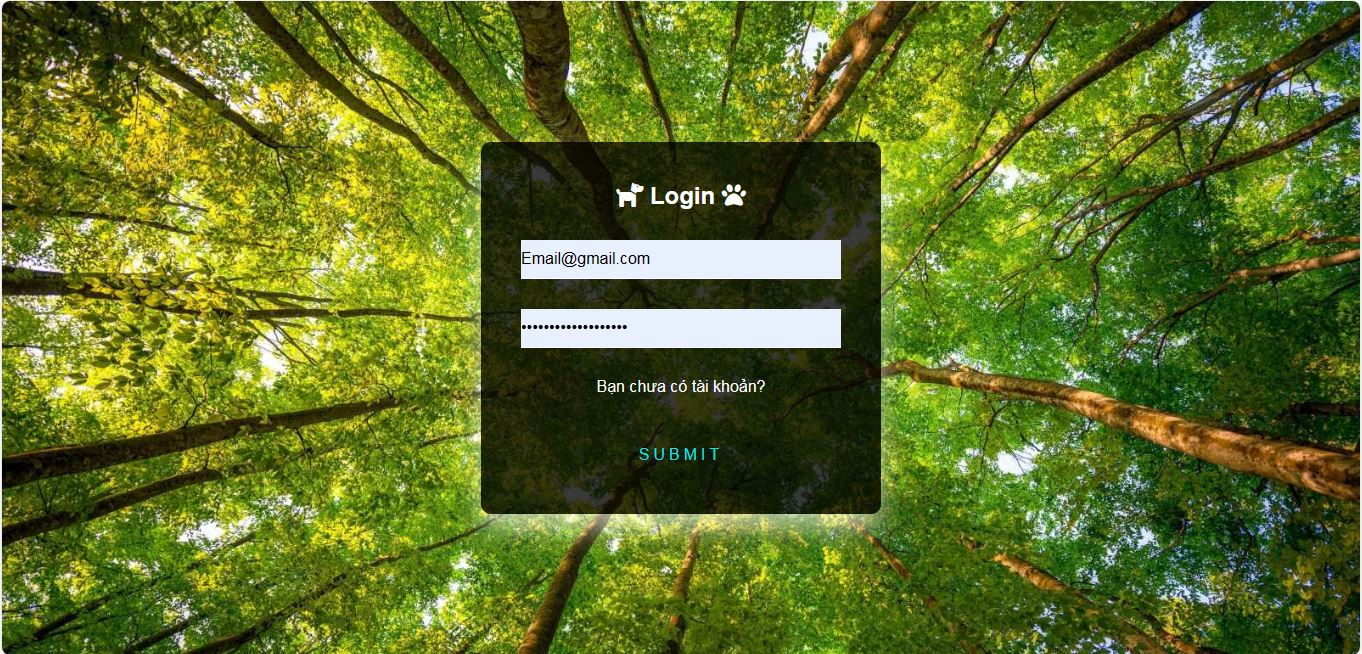 Login
Email@gmail.com
•••••••••••••••••••
Bạn chưa có tài khoản?
SUBMIT